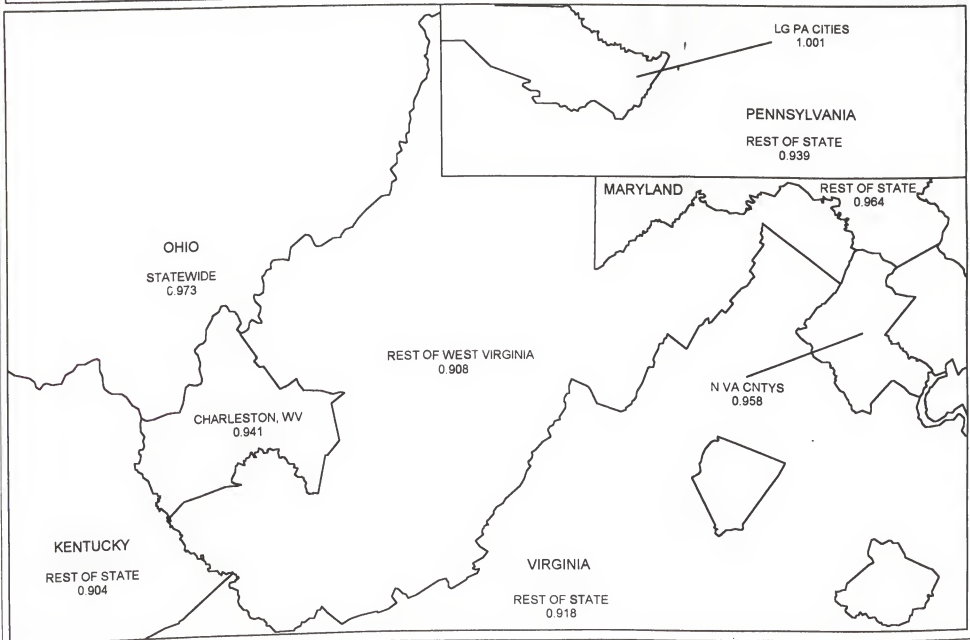 LG PA CITIES
1.001
PENNSYLVANIA
REST OF STATE
0.939
MARYLAND
REST OF STATE
0.964
OHIO
STATEWIDE
0.973
REST OF WEST VIRGINIA
0.908
N VA CNTYS
0.958
CHARLESTON, WV
0.941
KENTUCKY
REST OF STATE
0.904
VIRGINIA
REST OF STATE
0.918